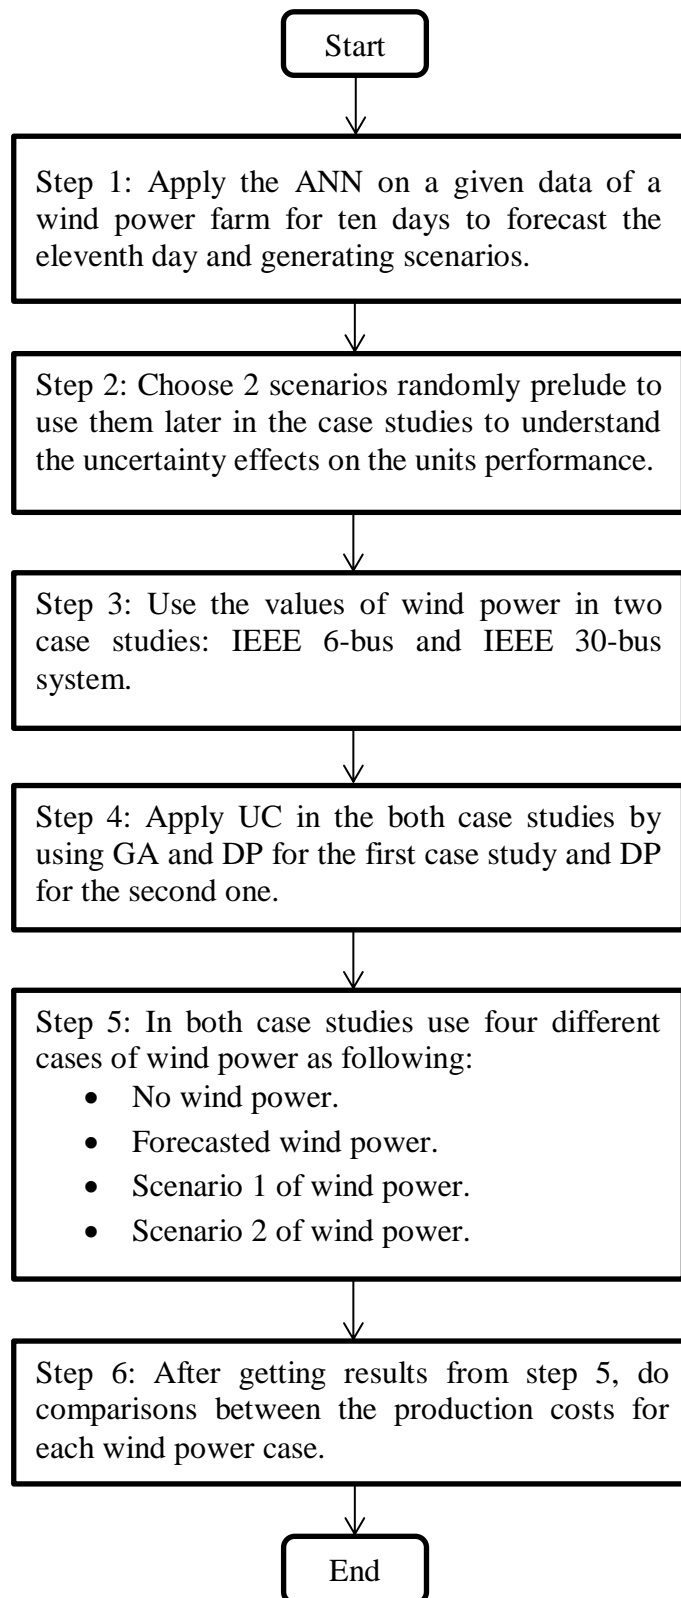 Start
Step 1: Apply the ANN on a given data of a
wind power farm for ten days to forecast the
eleventh day and generating scenarios.
Step 2: Choose 2 scenarios randomly prelude to
use them later in the case studies to understand
the uncertainty effects on the units performance.
Step 3: Use the values of wind power in two
case studies: IEEE 6-bus and IEEE 30-bus
system.
Step 4: Apply UC in the both case studies by
using GA and DP for the first case study and DP
for the second one.
Step 5: In both case studies use four different
cases of wind power as following:
• No wind power.
• Forecasted wind power.
• Scenario 1 of wind power.
• Scenario 2 of wind power.
Step 6: After getting results from step 5, do
comparisons between the production costs for
each wind power case.
End